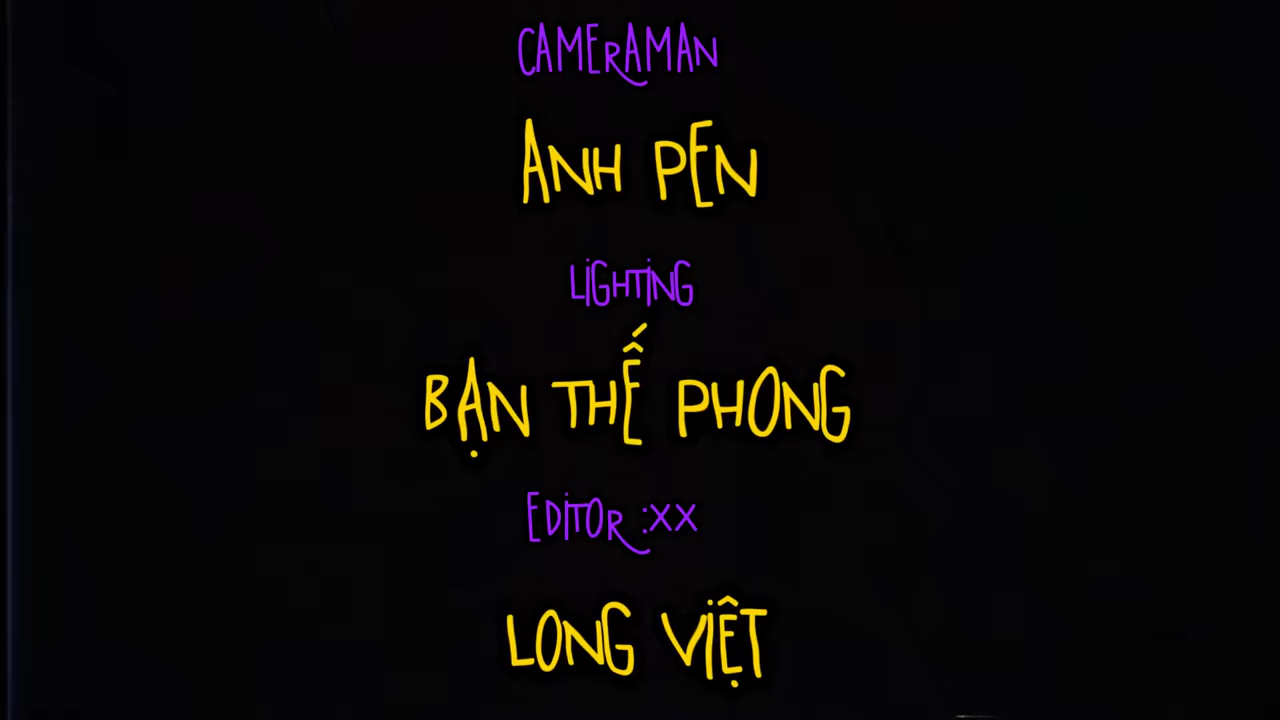 CAMERAMAN
ANH PEN
LiGHTiNG
BẠN THẾ PHONG
EDiTOR :XX
LONG ViỆT